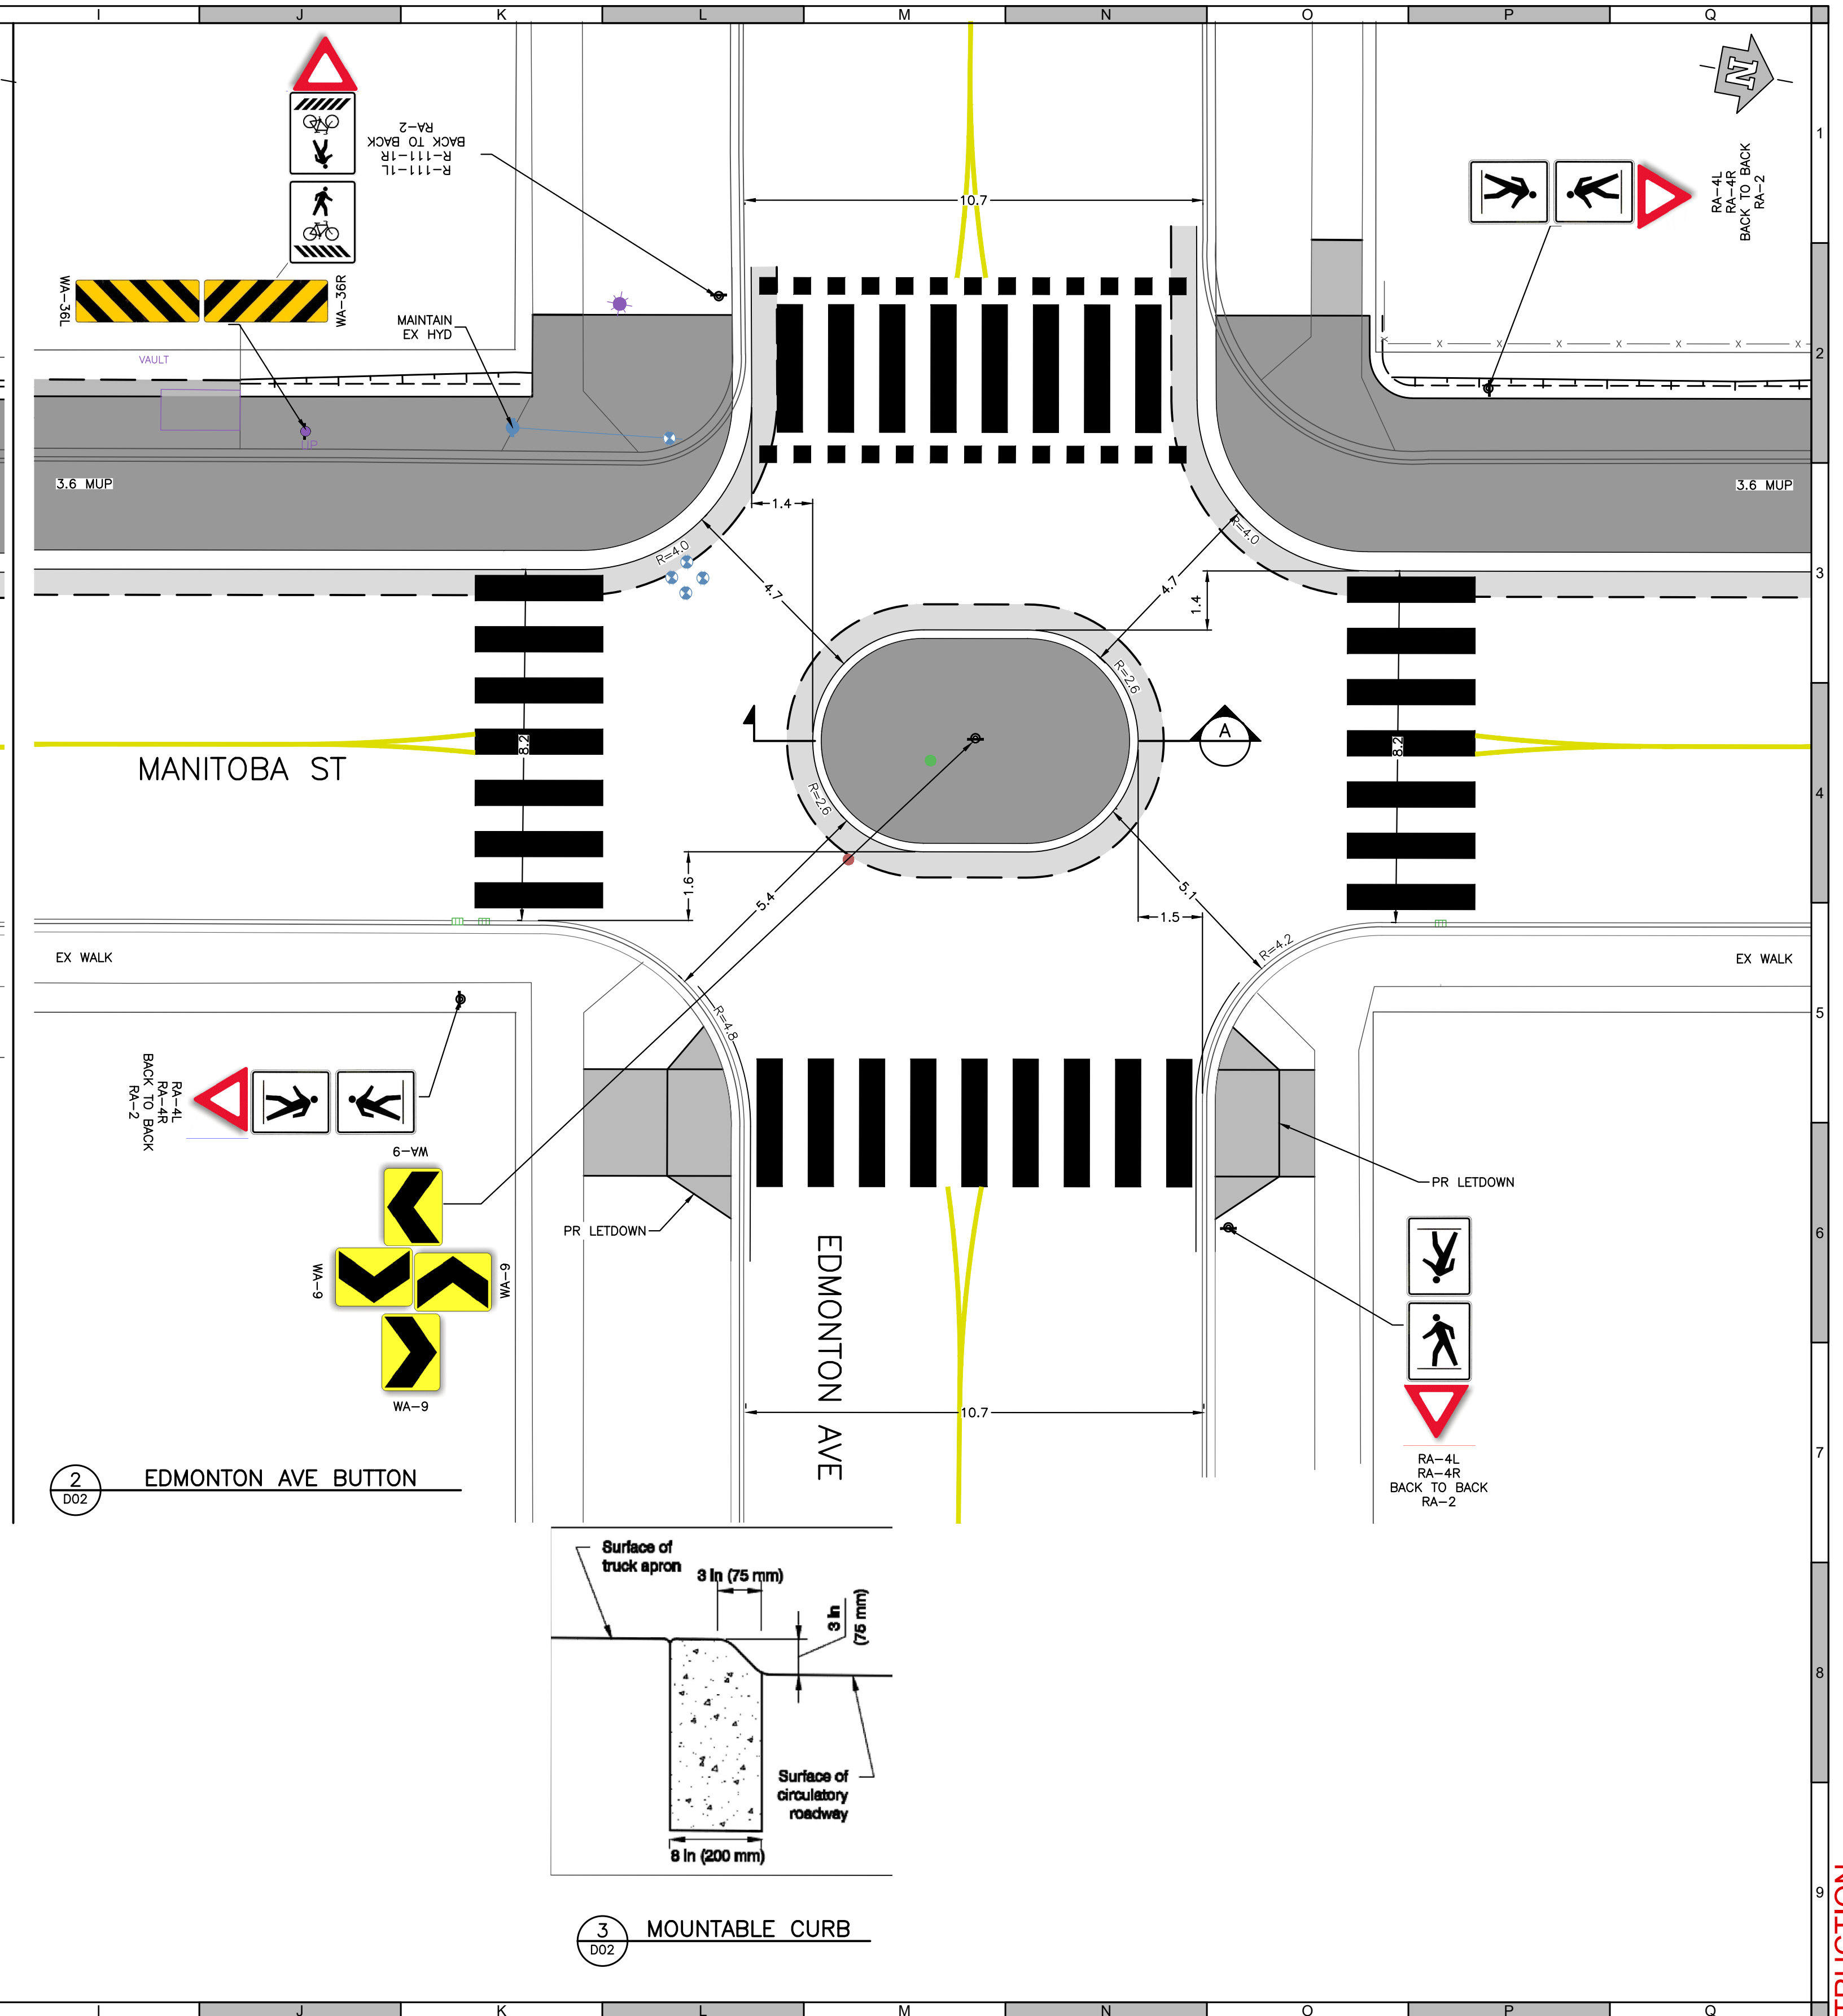 I J K L M N O P Q
1
2
3
4
5
6
7
8
9
N
R-111-1L
R-111-1R
BACK TO BACK
RA-2
10.7
RA-4L
RA-4R
BACK TO BACK
RA-2
WA-36L
WA-36R
MAINTAIN
EX HYD
VAULT
UP
3.6 MUP
3.6 MUP
1.4
R=4.0
R=4.0
4.7
4.7
1.4
R=2.6
8.2
A
8.2
MANITOBA ST
R=2.6
1.6
5.4
5.1
1.5
EX WALK
R=4.2
EX WALK
R=4.8
RA-4L
RA-4R
BACK TO BACK
RA-2
WA-9
WA-9
WA-9
WA-9
PR LETDOWN
PR LETDOWN
EDMONTON AVE
10.7
RA-4L
RA-4R
BACK TO BACK
RA-2
2
D02
EDMONTON AVE BUTTON
Surface of
truck apron
3 in (75 mm)
3 in
(75 mm)
Surface of
circulatory
roadway
8 in (200 mm)
3
D02
MOUNTABLE CURB
I J K L M N O P Q